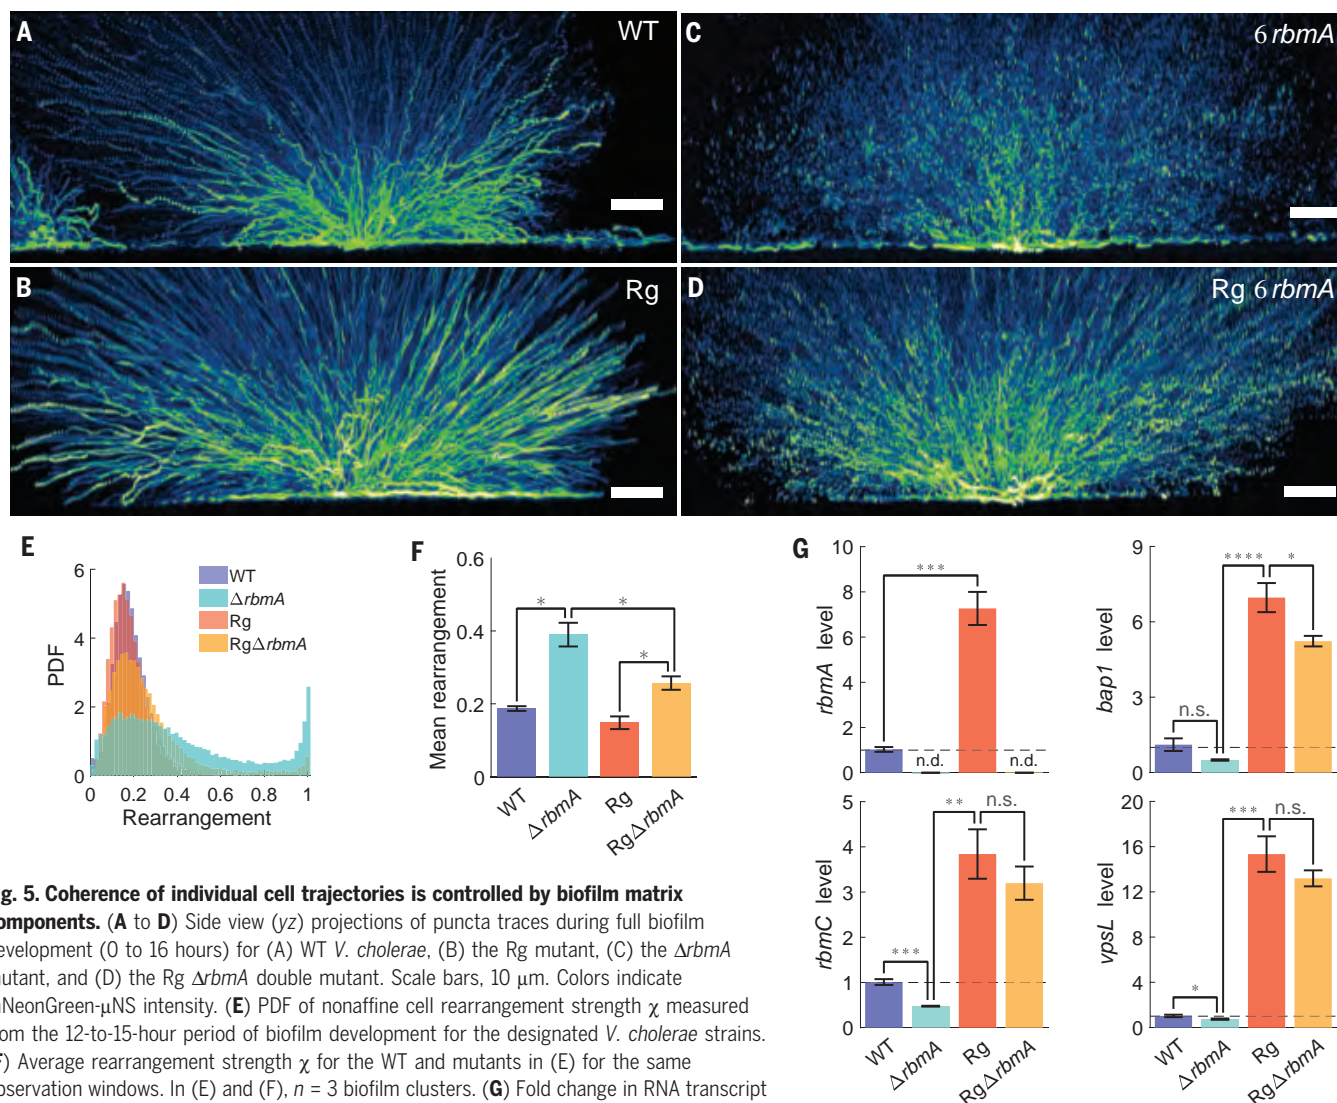 A
WT
C
6 rbmA
B
Rg
D
Rg 6 rbmA
E
6
4
2
0
PDF
WT
ΔrbmA
Rg
RgΔrbmA
0 0.2 0.4 0.6 0.8 1
Rearrangement
F
0.6
0.4
0.2
0
Mean rearrangement
*
*
*
WT
ΔrbmA
Rg
RgΔrbmA
G
10
8
6
4
2
0
rbmA level
***
n.d.
n.d.
9
6
3
0
bap1 level
****
*
n.s.
5
4
3
2
1
0
rbmC level
**
n.s.
***
WT
ΔrbmA
Rg
RgΔrbmA
20
16
12
8
4
0
vpsL level
***
n.s.
*
WT
ΔrbmA
Rg
RgΔrbmA
ig. 5. Coherence of individual cell trajectories is controlled by biofilm matrix
omponents. (A to D) Side view (yz) projections of puncta traces during full biofilm
evelopment (0 to 16 hours) for (A) WT V. cholerae, (B) the Rg mutant, (C) the ΔrbmA
utant, and (D) the Rg ΔrbmA double mutant. Scale bars, 10 μm. Colors indicate
NeonGreen-μNS intensity. (E) PDF of nonaffine cell rearrangement strength χ measured
om the 12-to-15-hour period of biofilm development for the designated V. cholerae strains.
F) Average rearrangement strength χ for the WT and mutants in (E) for the same
bservation windows. In (E) and (F), n = 3 biofilm clusters. (G) Fold change in RNA transcript